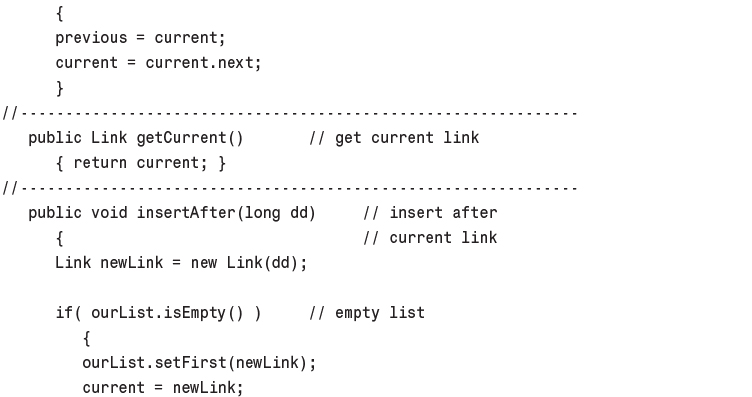 {
previous = current;
current = current.next;
}
//--------------------------------------------------------------
public Link getCurrent() // get current link
{ return current; }
//--------------------------------------------------------------
public void insertAfter(long dd) // insert after
{ // current link
Link newLink = new Link(dd);
if( ourList.isEmpty() ) // empty list
{
ourList.setFirst(newLink);
current = newLink;